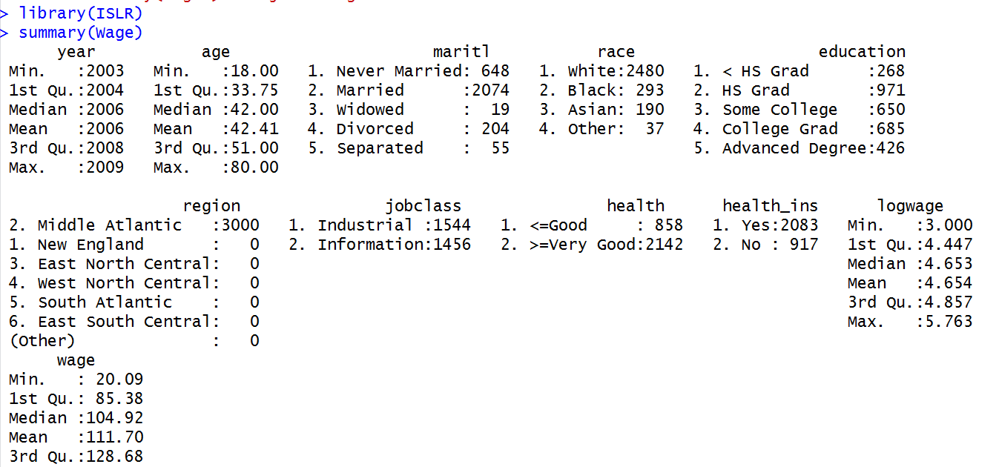 > library(ISLR)
> summary(Wage)
year age maritl race education
Min. :2003 Min. :18.00 1. Never Married: 648 1. White:2480 1. < HS Grad :268
1st Qu.:2004 1st Qu.:33.75 2. Married :2074 2. Black: 293 2. HS Grad :971
Median :2006 Median :42.00 3. Widowed : 19 3. Asian: 190 3. Some College :650
Mean :2006 Mean :42.41 4. Divorced : 204 4. Other: 37 4. College Grad :685
3rd Qu.:2008 3rd Qu.:51.00 5. Separated : 55 5. Advanced Degree:426
Max. :2009 Max. :80.00
region jobclass health health_ins logwage
2. Middle Atlantic :3000 1. Industrial :1544 1. <=Good : 858 1. Yes:2083 Min. :3.000
1. New England : 0 2. Information:1456 2. >=Very Good:2142 2. No : 917 1st Qu.:4.447
3. East North Central: 0 Median :4.653
4. West North Central: 0 Mean :4.654
5. South Atlantic : 0 3rd Qu.:4.857
6. East South Central: 0 Max. :5.763
(Other) : 0
wage
Min. : 20.09
1st Qu.: 85.38
Median :104.92
Mean :111.70
3rd Qu.:128.68